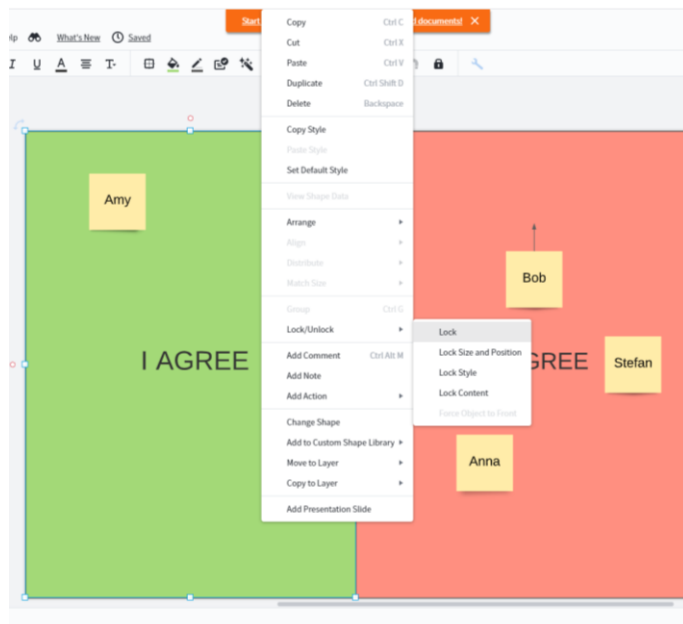 Start
documents!
What's New
Saved
I U A T
Copy Ctrl C
Cut Ctrl X
Paste Ctrl V
Duplicate Ctrl Shift D
Delete Backspace
Copy Style
Paste Style
Set Default Style
View Shape Data
Arrange
Align
Distribute
Match Size
Group Ctrl G
Lock/Unlock
Add Comment Ctrl Alt M
Add Note
Add Action
Change Shape
Add to Custom Shape Library
Move to Layer
Copy to Layer
Add Presentation Slide
Lock
Lock Size and Position
Lock Style
Lock Content
Force Object to Front
Amy
I AGREE
Bob
GREE
Stefan
Anna